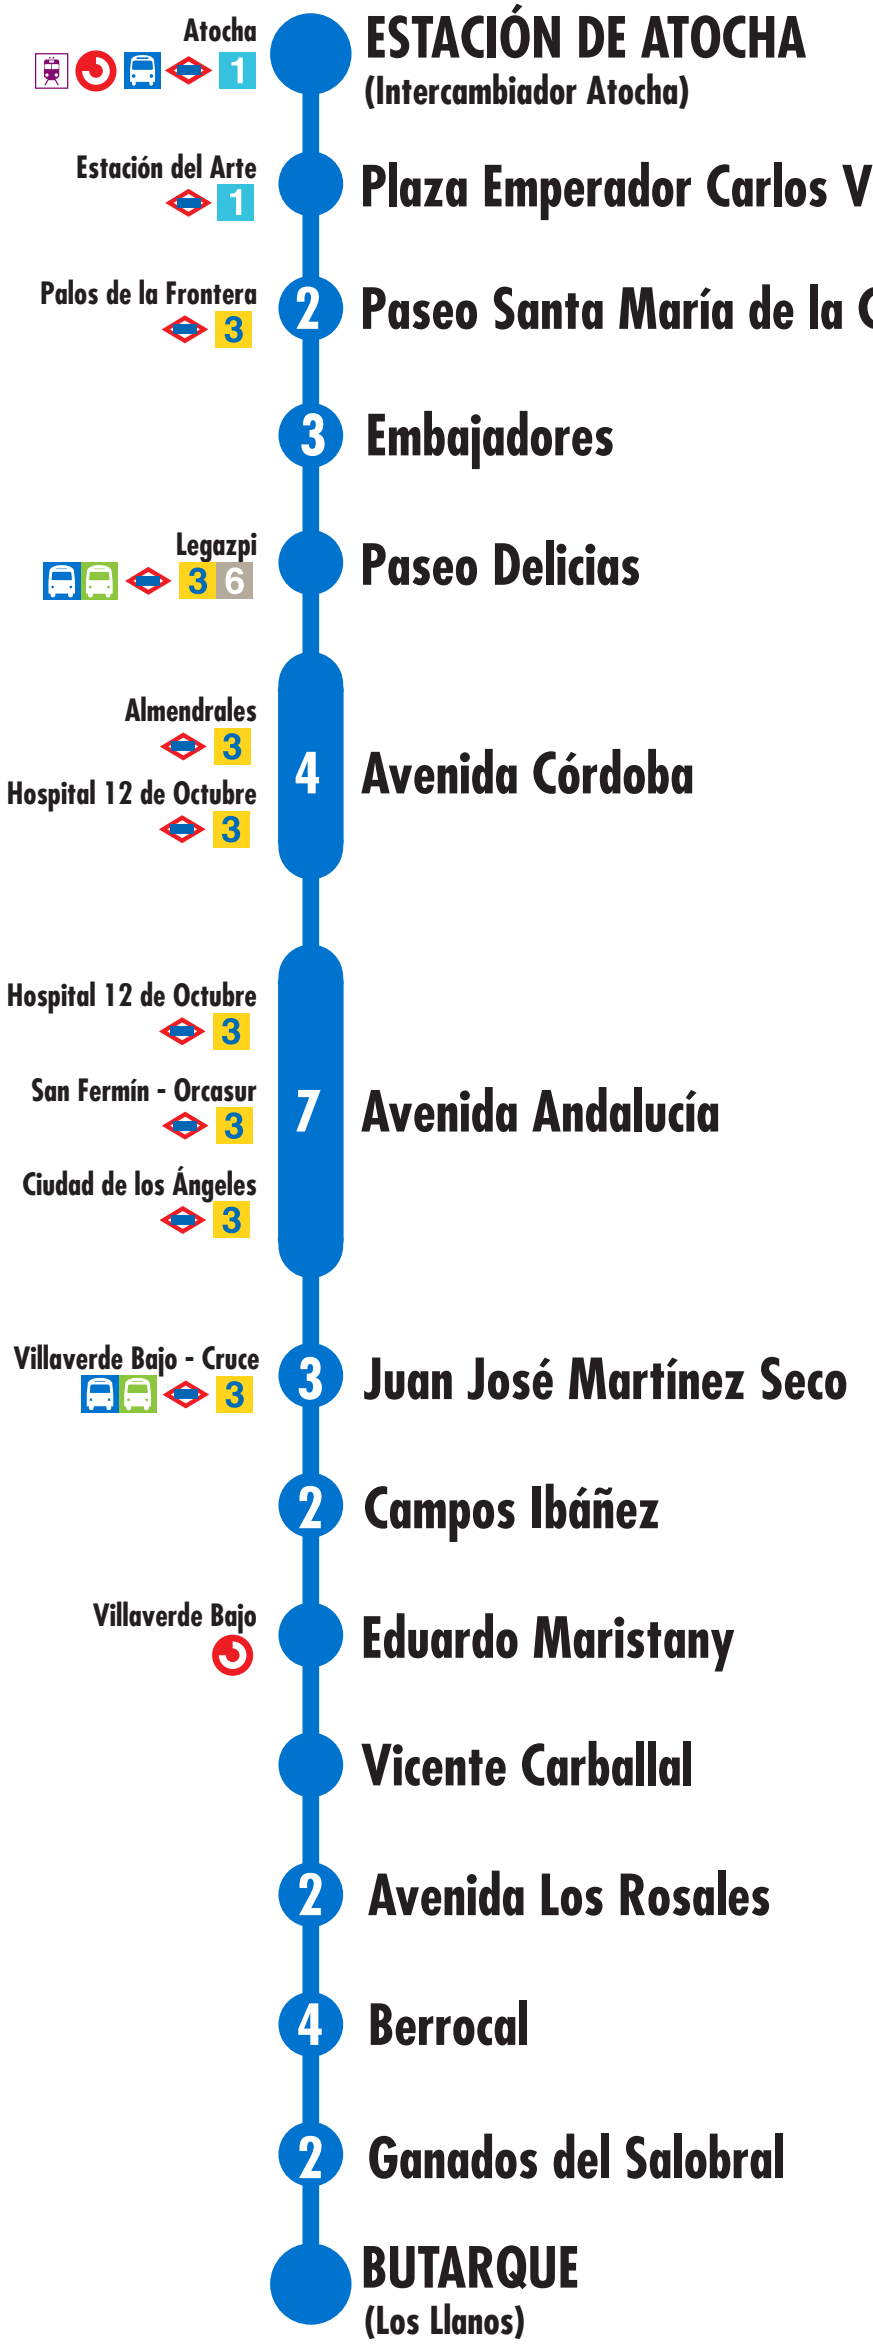 Atocha
ESTACIÓN DE ATOCHA
1
(Intercambiador Atocha)
Estación del Arte
1
Plaza Emperador Carlos V
Palos de la Frontera
3
2
Paseo Santa María de la
3
Embajadores
Legazpi
3 6
Paseo Delicias
Almendrales
3
4
Avenida Córdoba
Hospital 12 de Octubre
3
Hospital 12 de Octubre
3
San Fermín - Orcasur
3
7
Avenida Andalucía
Ciudad de los Ángeles
3
Villaverde Bajo - Cruce
3
3
Juan José Martínez Seco
2
Campos Ibáñez
Villaverde Bajo
Eduardo Maristany
Vicente Carballal
2
Avenida Los Rosales
4
Berrocal
2
Ganados del Salobral
BUTARQUE
(Los Llanos)